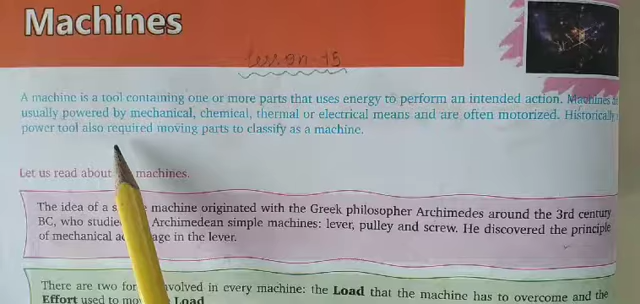 Machines
lesson-15
A machine is a tool containing one or more parts that uses energy to perform an intended action. Machines
usually powered by mechanical, chemical, thermal or electrical means and are often motorized. Historically
power tool also required moving parts to classify as a machine.
Let us read about machines.
The idea of a machine originated with the Greek philosopher Archimedes around the 3rd century
BC, who Archimedean simple machines: lever, pulley and screw. He discovered the principle
of mechanical in the lever.
There are two in every machine: the Load that the machine has to overcome and the
Effort used to Load